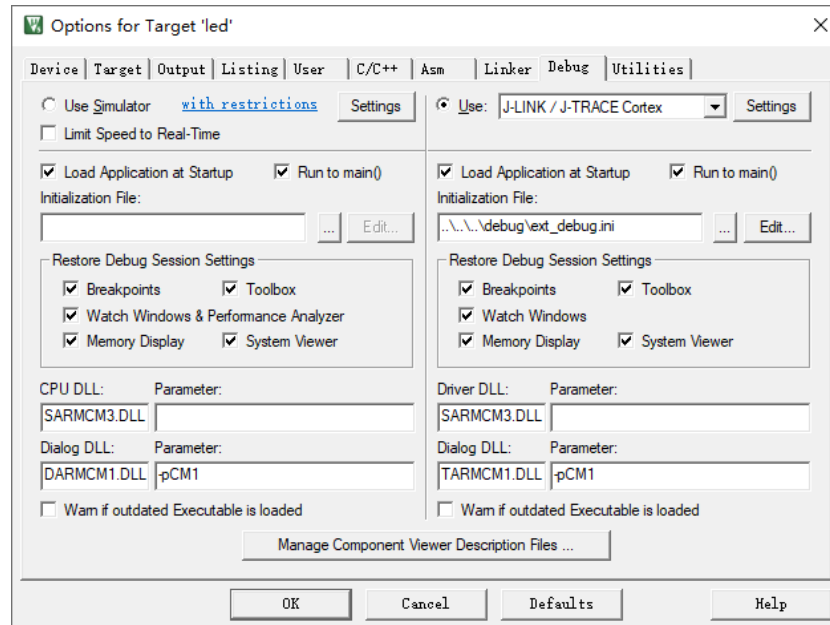 Options for Target 'led'
Device Target Output Listing User C/C++ Asm Linker Debug Utilities
Use Simulator with restrictions Settings
Limit Speed to Real-Time
Use: J-LINK / J-TRACE Cortex Settings
Load Application at Startup Run to main()
Initialization File:
... Edit...
Load Application at Startup Run to main()
Initialization File:
..\..\..\debug\ext_debug.ini ... Edit...
Restore Debug Session Settings
Breakpoints Toolbox
Watch Windows & Performance Analyzer
Memory Display System Viewer
Restore Debug Session Settings
Breakpoints Toolbox
Watch Windows
Memory Display System Viewer
CPU DLL: Parameter:
SARMCM3.DLL
Dialog DLL: Parameter:
DARMCM1.DLL -pCM1
Warn if outdated Executable is loaded
Driver DLL: Parameter:
SARMCM3.DLL
Dialog DLL: Parameter:
TARMCM1.DLL -pCM1
Warn if outdated Executable is loaded
Manage Component Viewer Description Files ...
OK Cancel Defaults Help